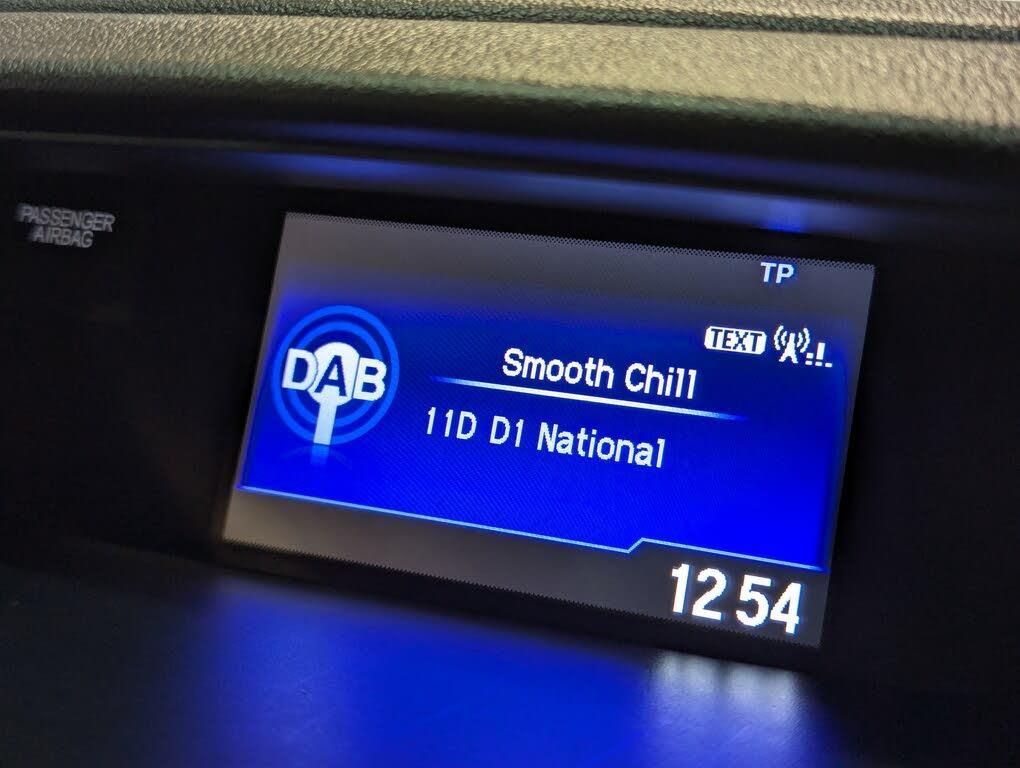 PASSENGER
AIRBAG
TP
TEXT
DAB
Smooth Chill
11D D1 National
12 54